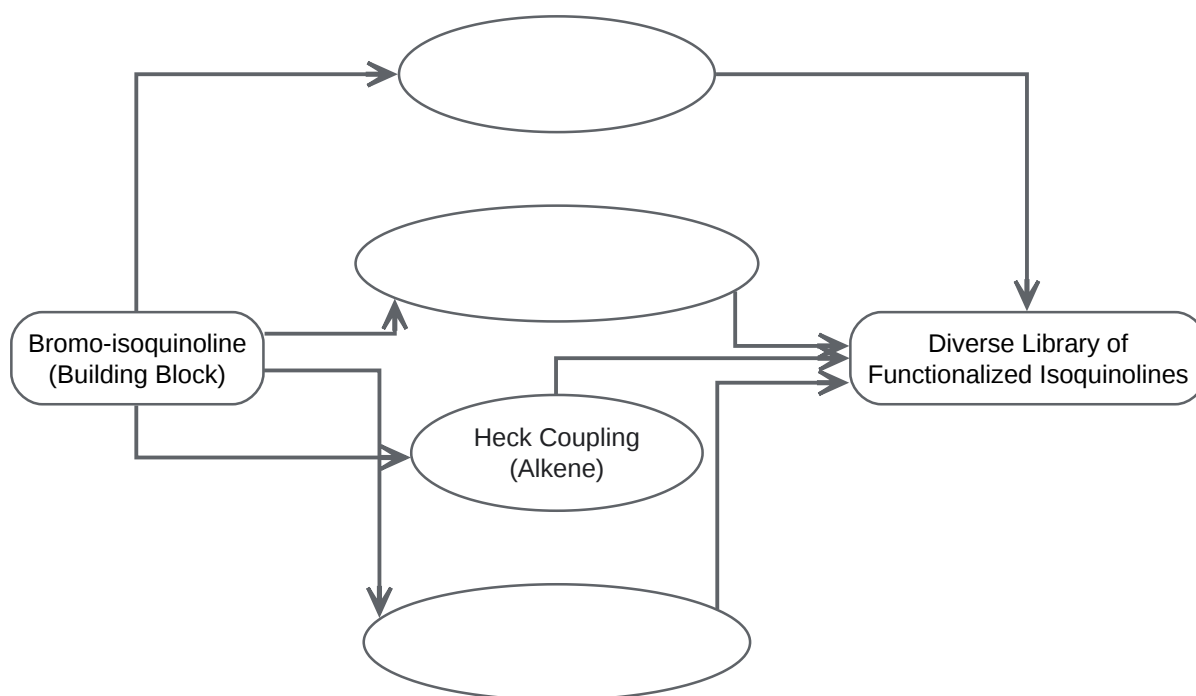 Bromo-isoquinoline
(Building Block)
Diverse Library of
Functionalized Isoquinolines
Heck Coupling
(Alkene)